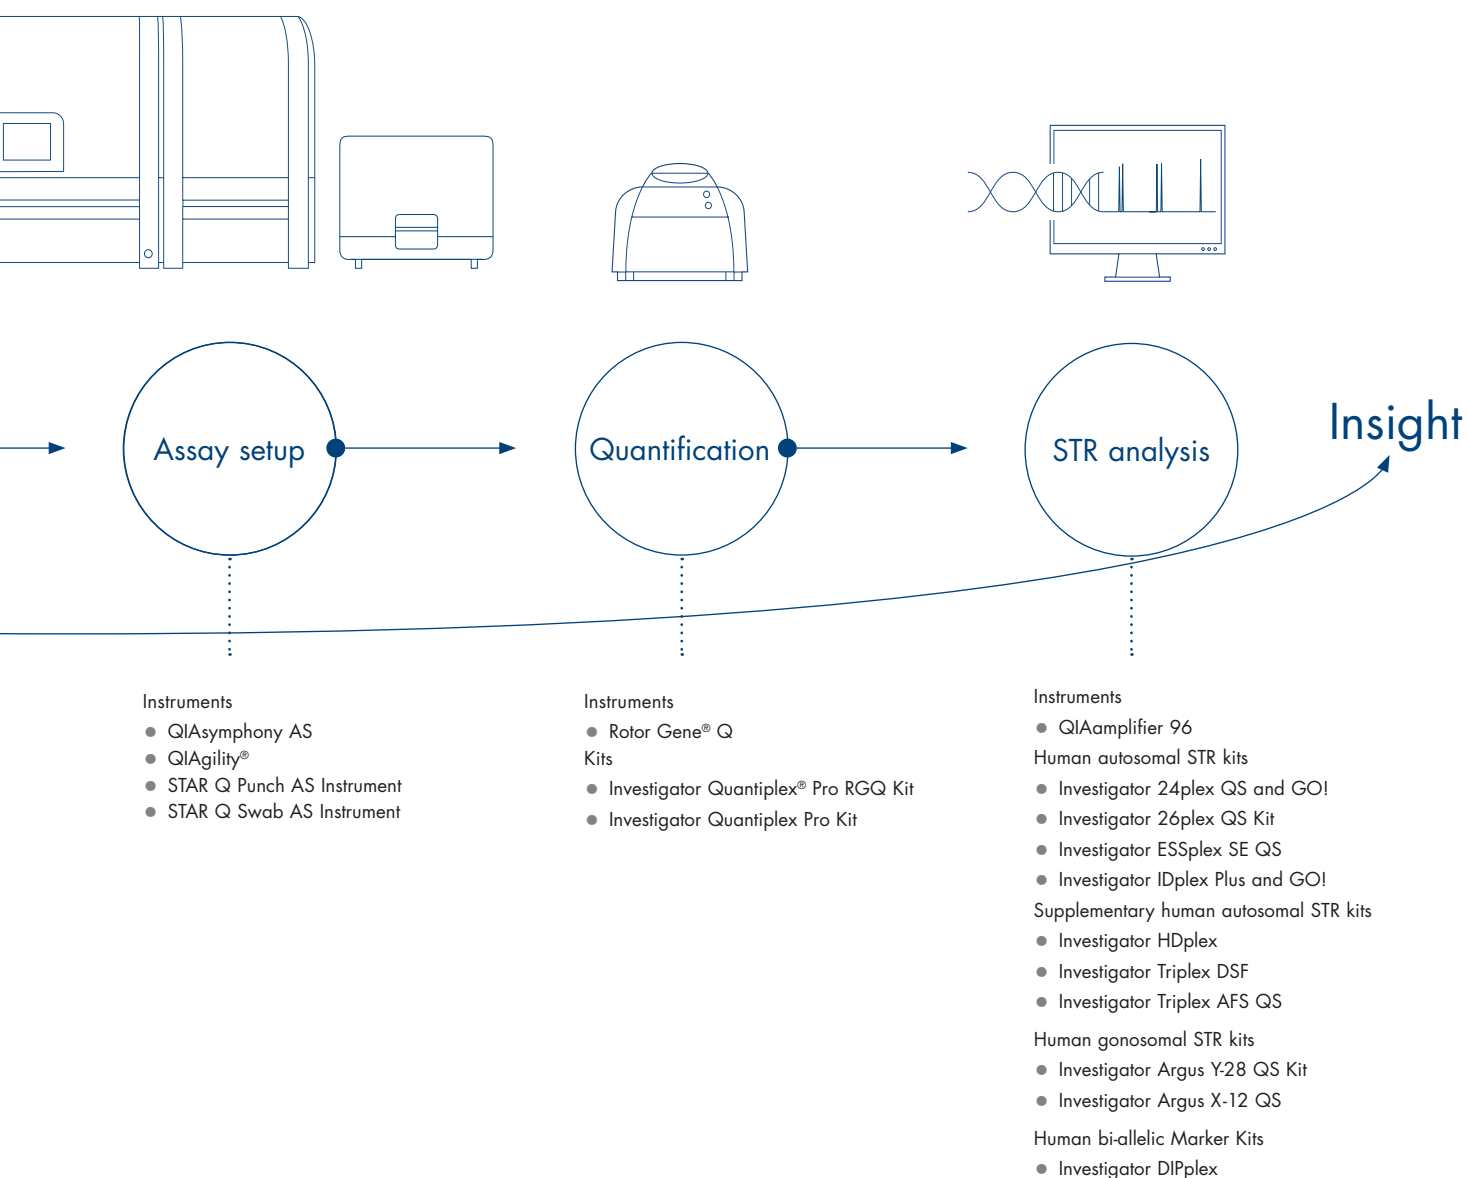 Assay setup
Quantification
STR analysis
Insight
Instruments
QIAsymphony AS
QIAgility®
STAR Q Punch AS Instrument
STAR Q Swab AS Instrument
Instruments
Rotor Gene® Q
Kits
Investigator Quantiplex® Pro RGQ Kit
Investigator Quantiplex Pro Kit
Instruments
QIAamplifier 96
Human autosomal STR kits
Investigator 24plex QS and GO!
Investigator 26plex QS Kit
Investigator ESSplex SE QS
Investigator IDplex Plus and GO!
Supplementary human autosomal STR kits
Investigator HDplex
Investigator Triplex DSF
Investigator Triplex AFS QS
Human gonosomal STR kits
Investigator Argus Y-28 QS Kit
Investigator Argus X-12 QS
Human bi-allelic Marker Kits
Investigator DIPplex